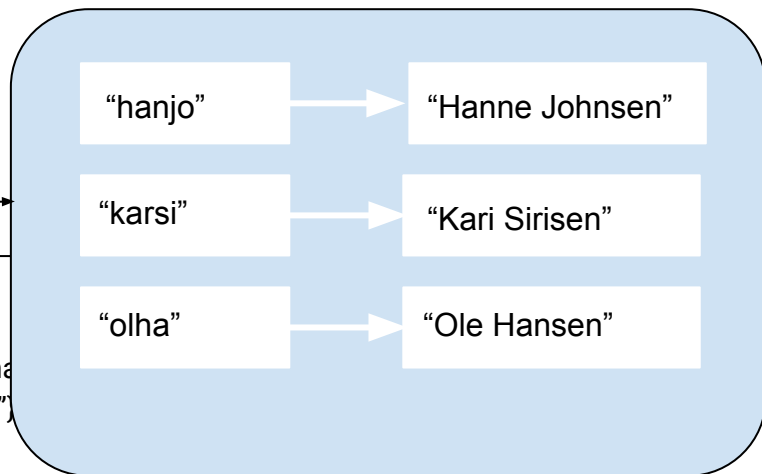 “hanjo” “Hanne Johnsen”
“karsi” “Kari Sirisen”
“olha” “Ole Hansen”
”)